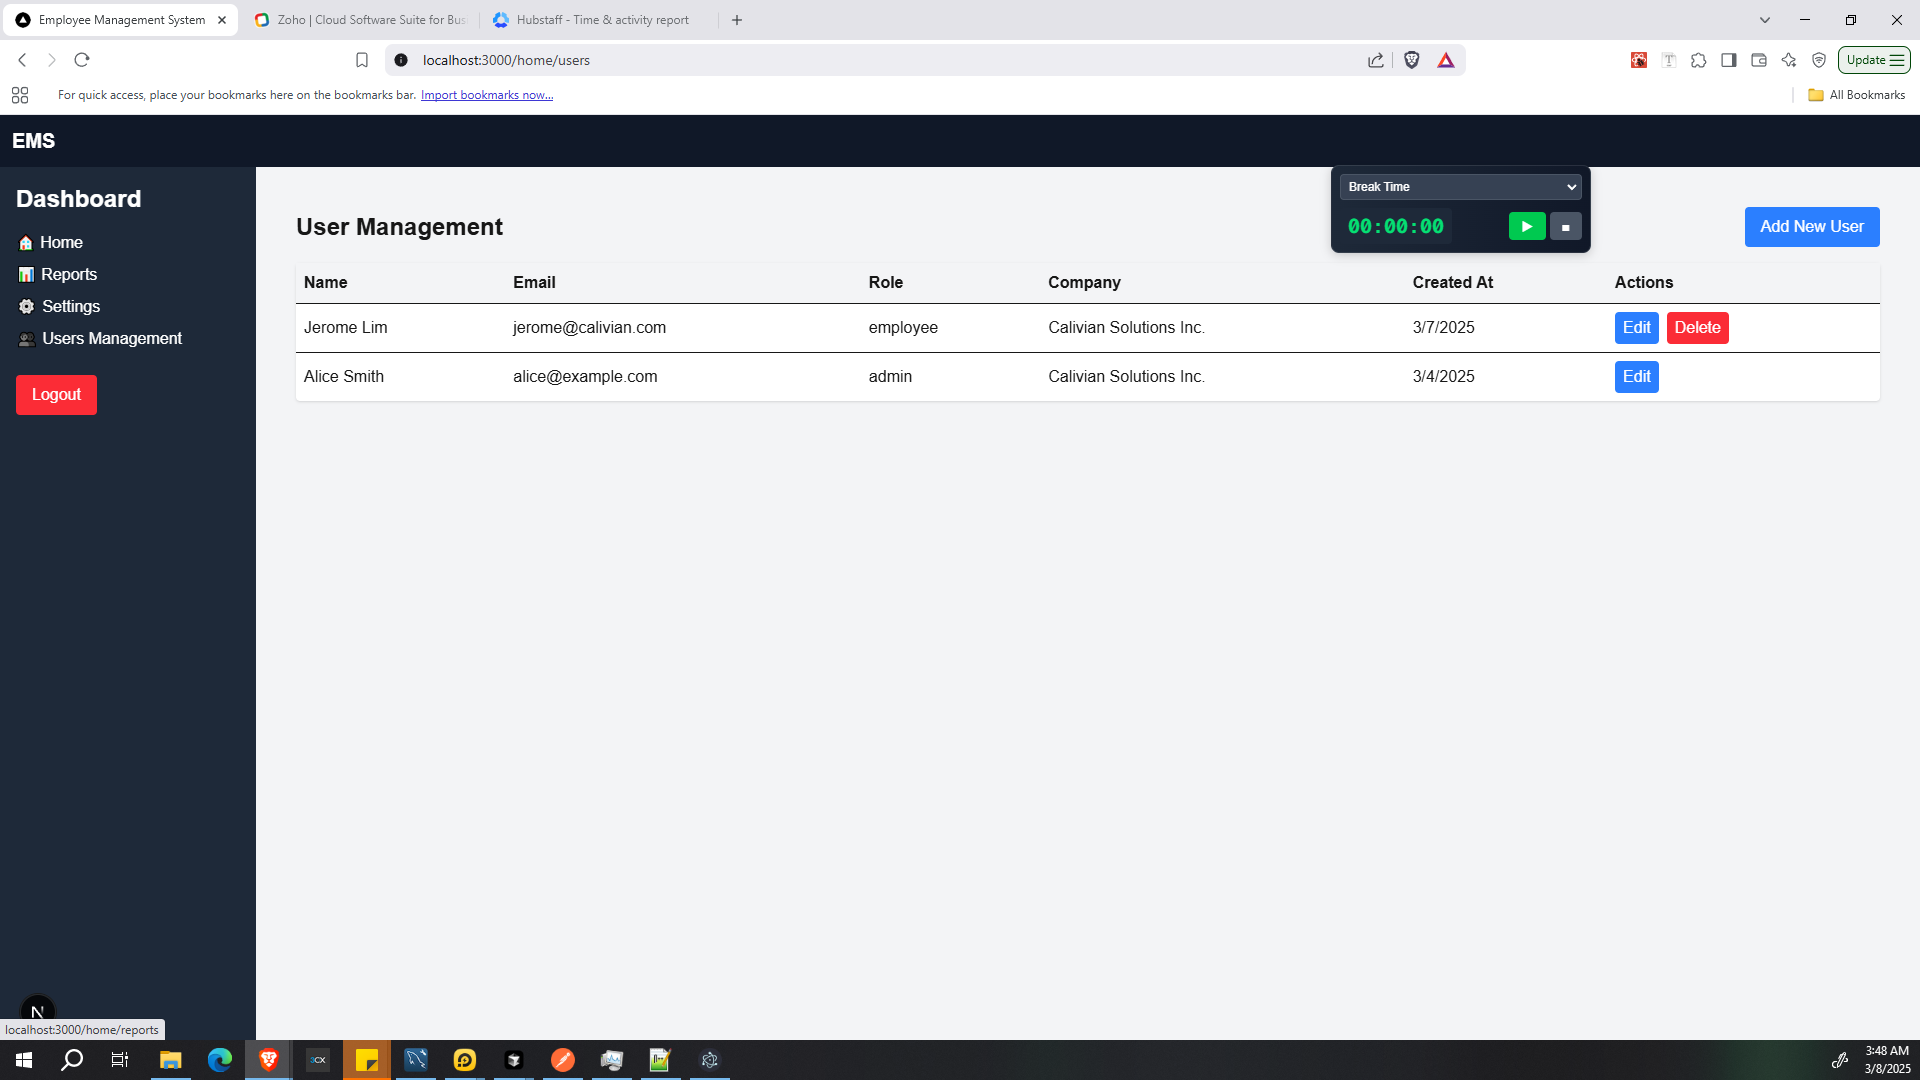 Employee Management System
Zoho | Cloud Software Suite for Bus
Hubstaff - Time & activity report
localhost:3000/home/users
Update
For quick access, place your bookmarks here on the bookmarks bar. Import bookmarks now...
All Bookmarks
EMS
Dashboard
Home
Reports
Settings
Users Management
Logout
User Management
Break Time
00:00:00
Add New User
Name Email Role Company Created At Actions
Jerome Lim jerome@calivian.com employee Calivian Solutions Inc. 3/7/2025 Edit Delete
Alice Smith alice@example.com admin Calivian Solutions Inc. 3/4/2025 Edit
N
localhost:3000/home/reports
3CX
3:48 AM
3/8/2025